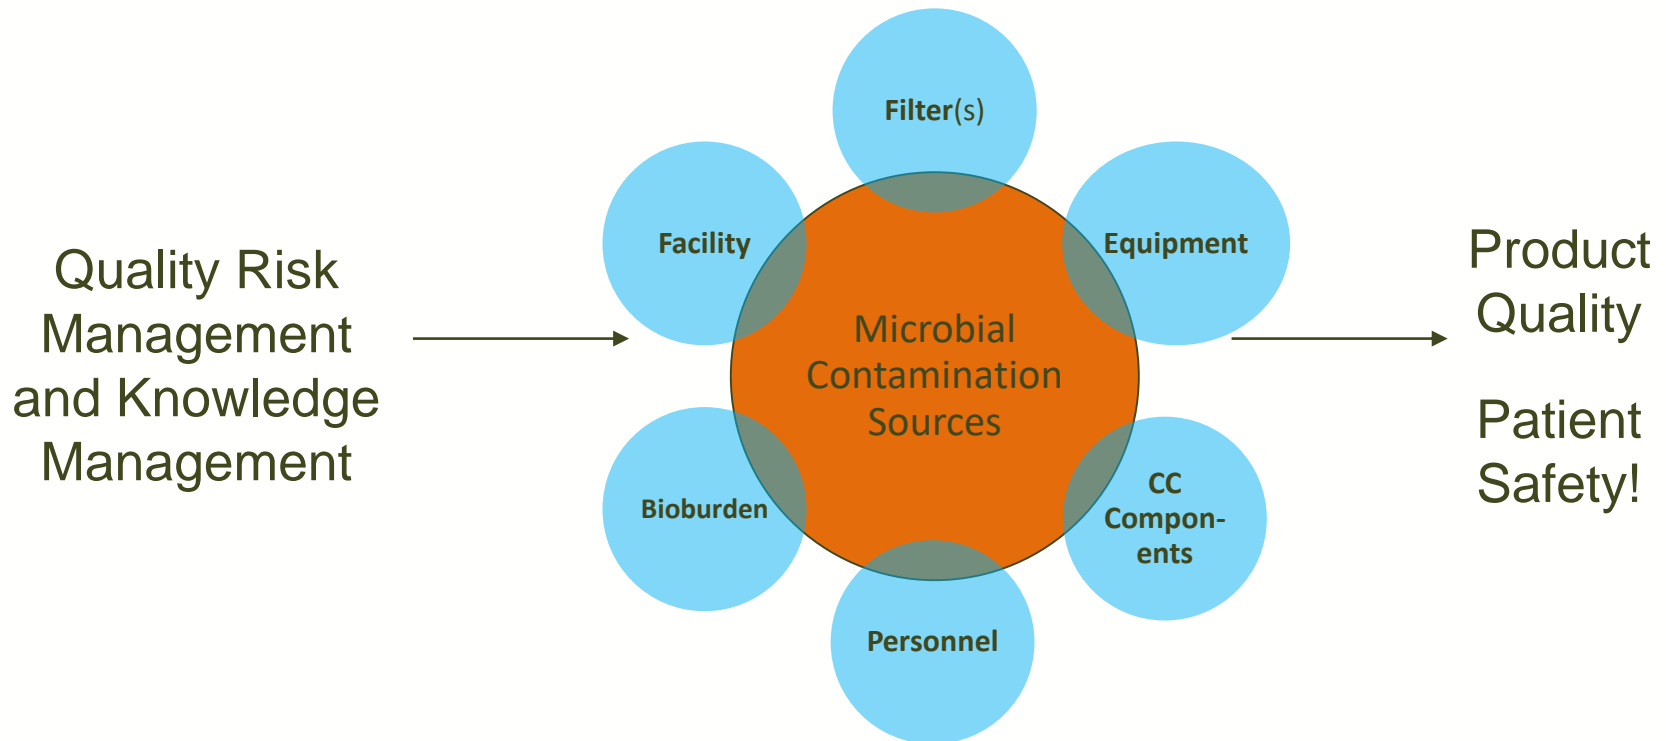 Quality Risk
Management
and Knowledge
Management
Filter(s)
Facility
Equipment
Microbial
Contamination
Sources
Bioburden
CC
Compon-
ents
Personnel
Product
Quality
Patient
Safety!